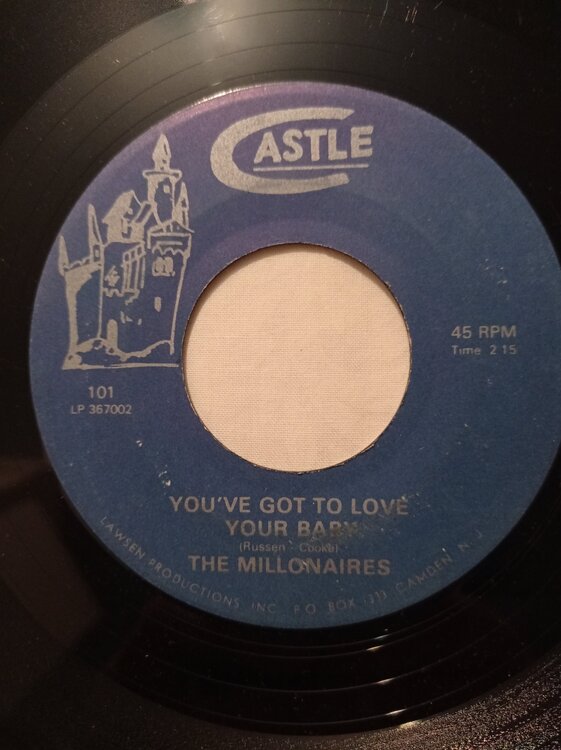 CASTLE
45 RPM
Time 2 15
101
LP 367002
YOU'VE GOT TO LOVE
YOUR BABY
(Russen - Cooke)
THE MILLONAIRES
LAWSEN PRODUCTIONS INC. P.O. BOX CAMDEN N.J.